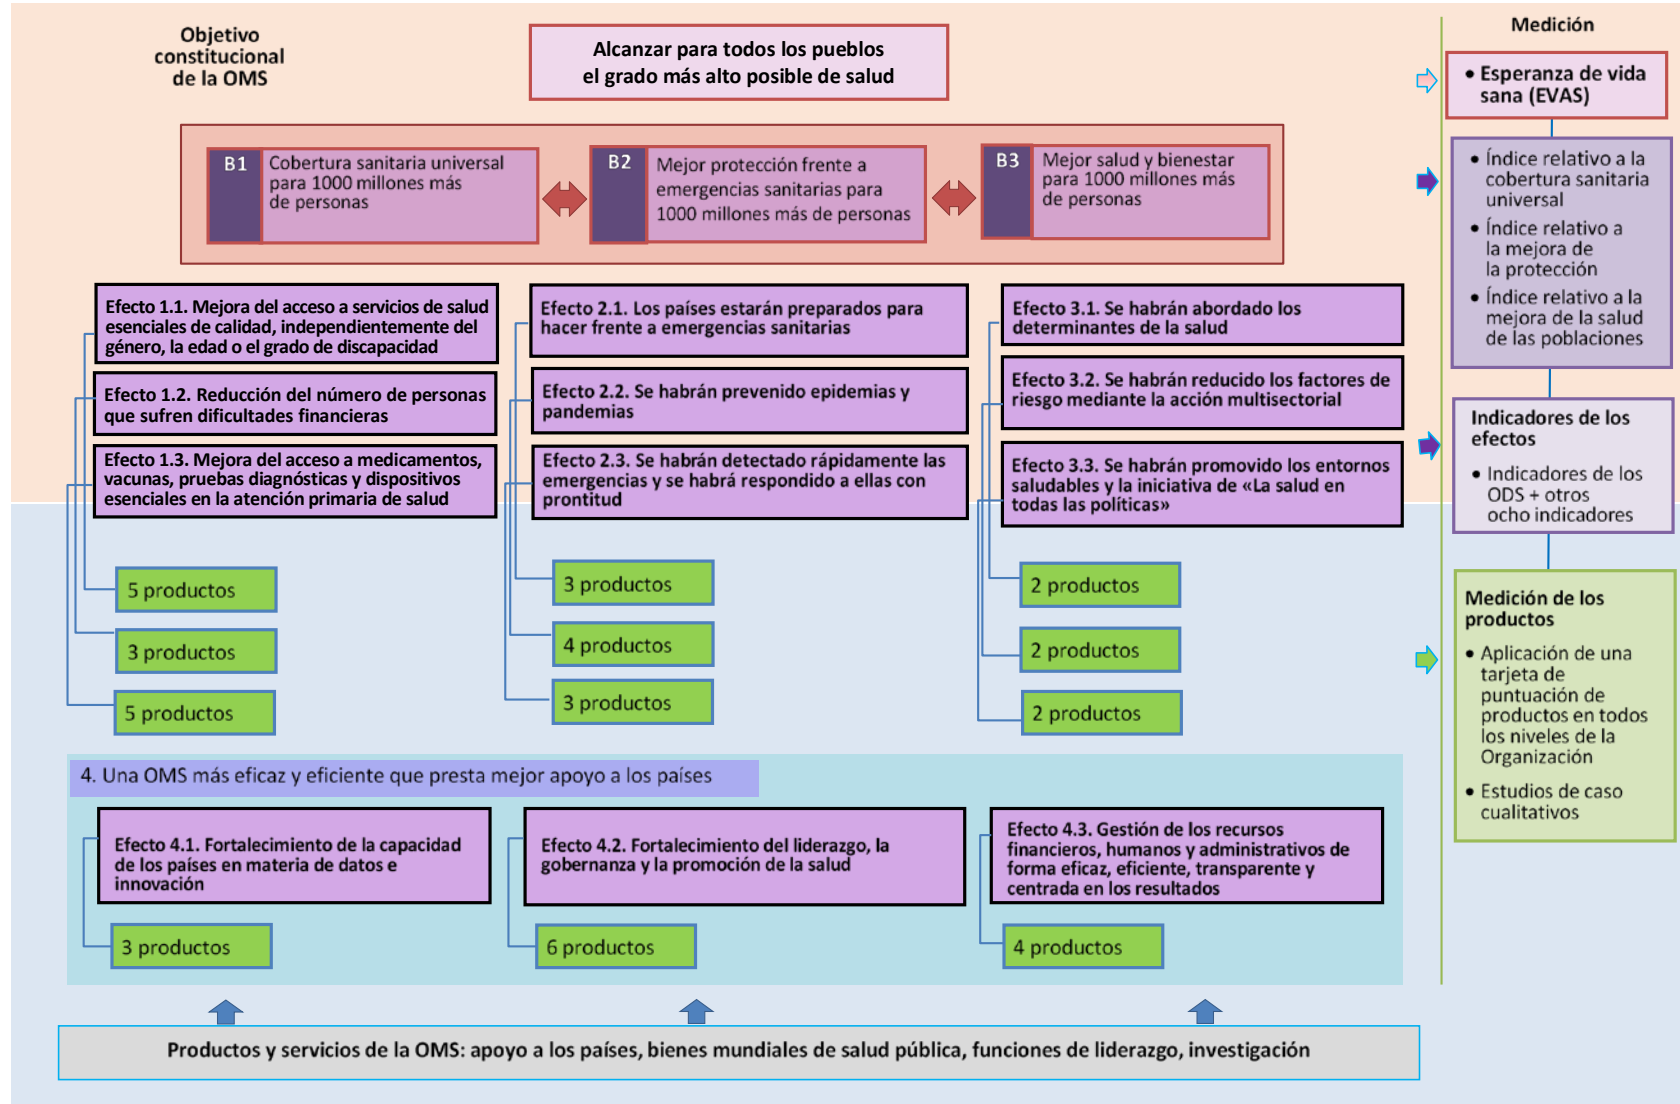 Objetivo
constitucional
de la OMS
Alcanzar para todos los pueblos
el grado más alto posible de salud
Medición
• Esperanza de vida
sana (EVAS)
B1
Cobertura sanitaria universal
para 1000 millones más
de personas
B2
Mejor protección frente a
emergencias sanitarias para
1000 millones más de personas
B3
Mejor salud y bienestar
para 1000 millones más
de personas
• Índice relativo a la
cobertura sanitaria
universal
• Índice relativo a
la mejora de
la protección
• Índice relativo a la
mejora de la salud
de las poblaciones
Efecto 1.1. Mejora del acceso a servicios de salud
esenciales de calidad, independientemente del
género, la edad o el grado de discapacidad
Efecto 1.2. Reducción del número de personas
que sufren dificultades financieras
Efecto 1.3. Mejora del acceso a medicamentos,
vacunas, pruebas diagnósticas y dispositivos
esenciales en la atención primaria de salud
Efecto 2.1. Los países estarán preparados para
hacer frente a emergencias sanitarias
Efecto 2.2. Se habrán prevenido epidemias y
pandemias
Efecto 2.3. Se habrán detectado rápidamente las
emergencias y se habrá respondido a ellas con
prontitud
Efecto 3.1. Se habrán abordado los
determinantes de la salud
Efecto 3.2. Se habrán reducido los factores de
riesgo mediante la acción multisectorial
Efecto 3.3. Se habrán promovido los entornos
saludables y la iniciativa de «La salud en
todas las políticas»
Indicadores de los
efectos
• Indicadores de los
ODS + otros
ocho indicadores
5 productos
3 productos
5 productos
3 productos
4 productos
3 productos
2 productos
2 productos
2 productos
Medición de los
productos
• Aplicación de una
tarjeta de
puntuación de
productos en todos
los niveles de la
Organización
• Estudios de caso
cualitativos
4. Una OMS más eficaz y eficiente que presta mejor apoyo a los países
Efecto 4.1. Fortalecimiento de la capacidad
de los países en materia de datos e
innovación
Efecto 4.2. Fortalecimiento del liderazgo, la
gobernanza y la promoción de la salud
Efecto 4.3. Gestión de los recursos
financieros, humanos y administrativos de
forma eficaz, eficiente, transparente y
centrada en los resultados
3 productos
6 productos
4 productos
Productos y servicios de la OMS: apoyo a los países, bienes mundiales de salud pública, funciones de liderazgo, investigación